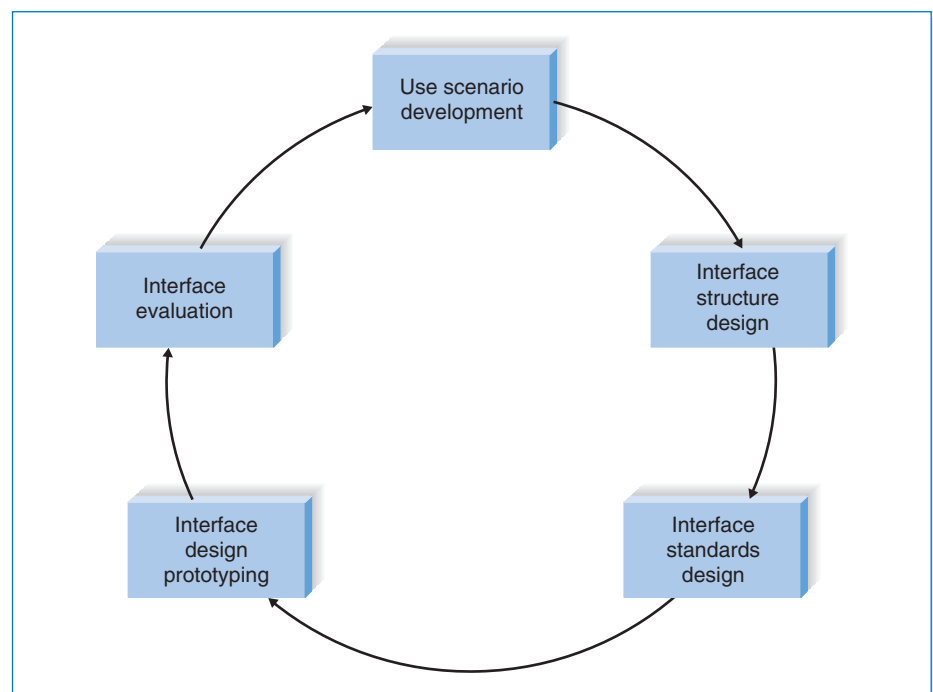 Use scenario
development
Interface
structure
design
Interface
standards
design
Interface
design
prototyping
Interface
evaluation